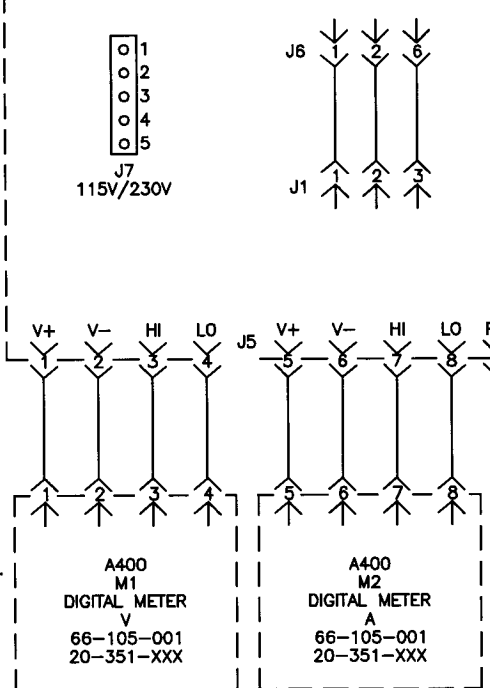 1
2
3
4
5
J7
115V/230V
J6 1 2 6
J1 1 2 3
V+ V- HI LO J5 V+ V- HI LO
1 2 3 4 5 6 7 8
1 2 3 4 5 6 7 8
A400
M1
DIGITAL METER
V
66-105-001
20-351-XXX
A400
M2
DIGITAL METER
A
66-105-001
20-351-XXX